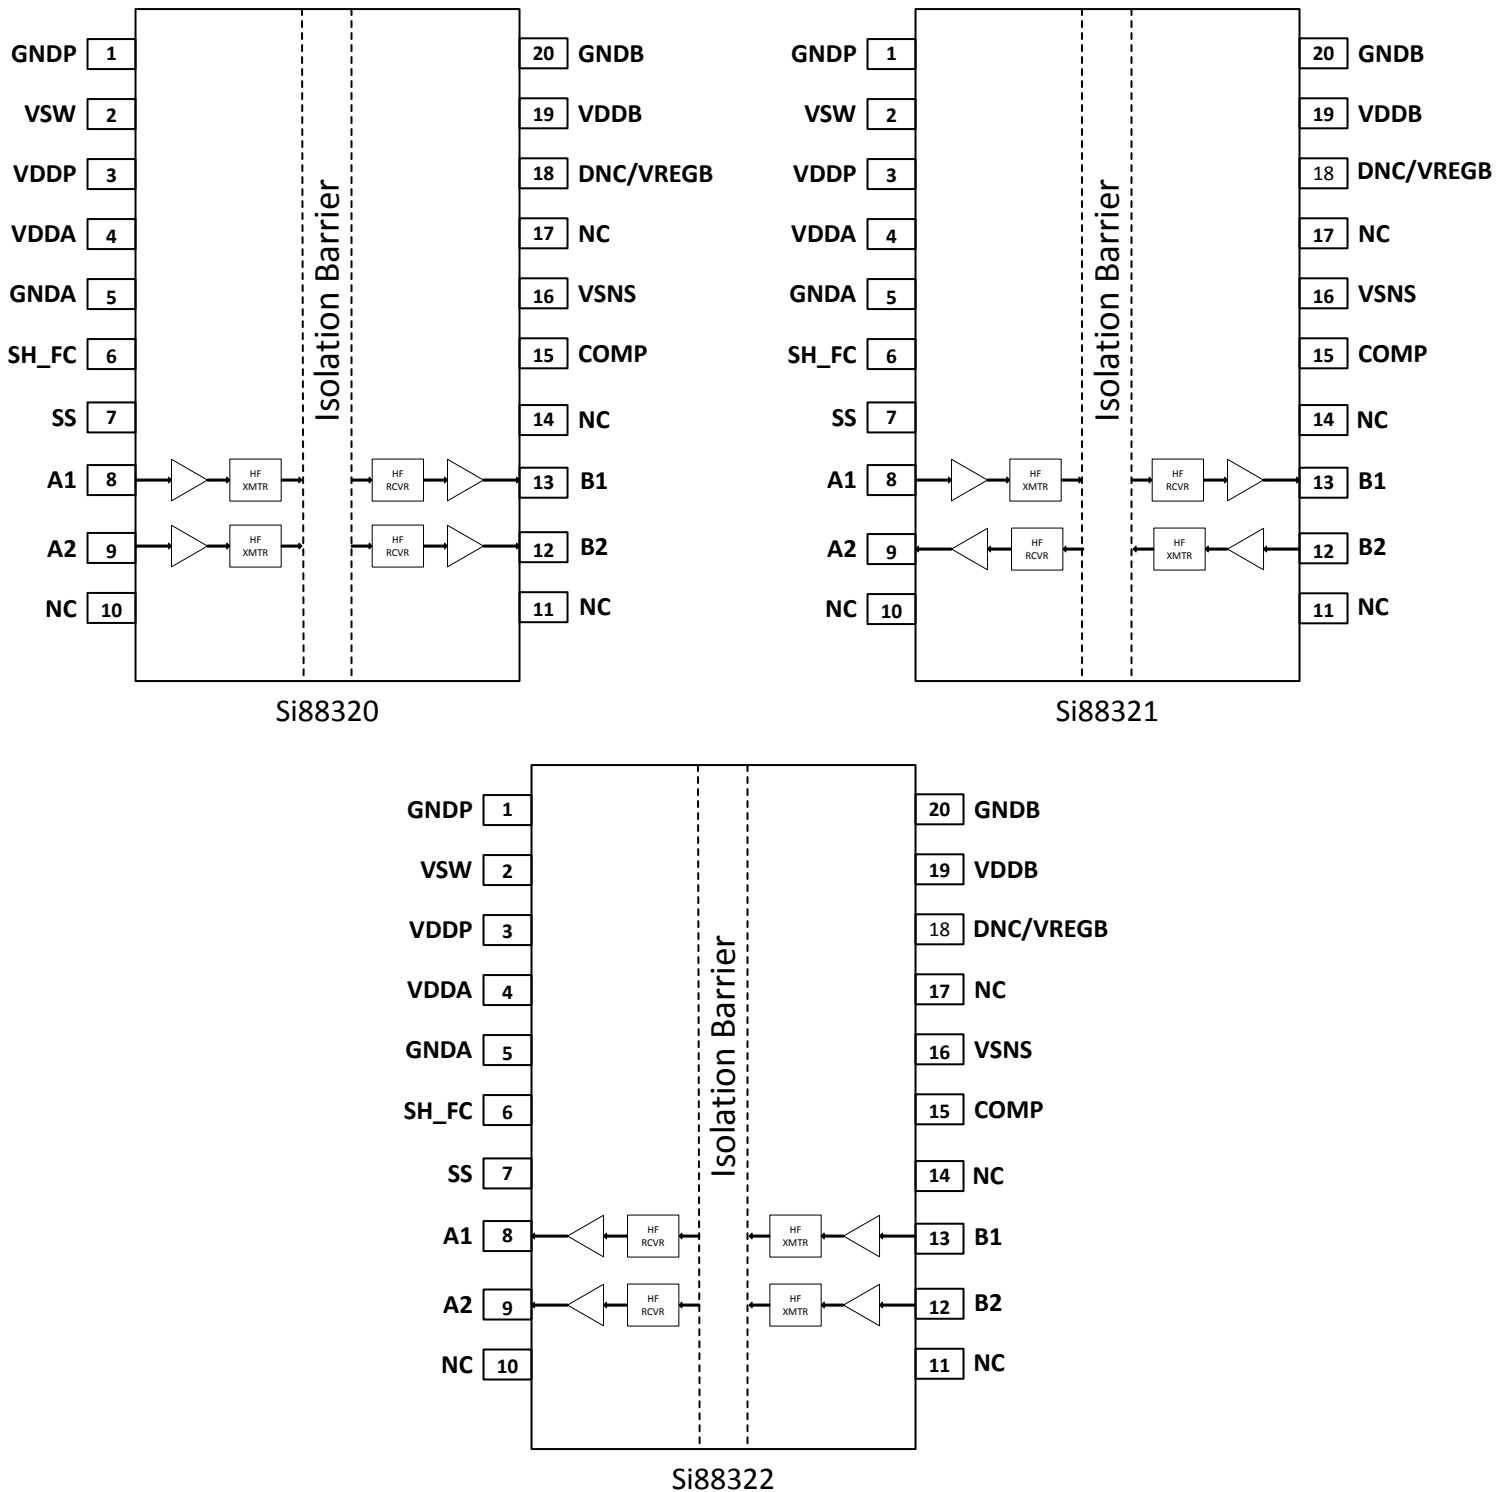 GNDP 1
VSW 2
VDDP 3
VDDA 4
GNDA 5
SH_FC 6
SS 7
A1 8
A2 9
NC 10
HF
XMTR
HF
XMTR
Isolation Barrier
HF
RCVR
HF
RCVR
20 GNDB
19 VDDB
18 DNC/VREGB
17 NC
16 VSNS
15 COMP
14 NC
13 B1
12 B2
11 NC
Si88320
GNDP 1
VSW 2
VDDP 3
VDDA 4
GNDA 5
SH_FC 6
SS 7
A1 8
A2 9
NC 10
HF
XMTR
HF
RCVR
Isolation Barrier
HF
RCVR
HF
XMTR
20 GNDB
19 VDDB
18 DNC/VREGB
17 NC
16 VSNS
15 COMP
14 NC
13 B1
12 B2
11 NC
Si88321
GNDP 1
VSW 2
VDDP 3
VDDA 4
GNDA 5
SH_FC 6
SS 7
A1 8
A2 9
NC 10
HF
RCVR
HF
RCVR
Isolation Barrier
HF
XMTR
HF
XMTR
20 GNDB
19 VDDB
18 DNC/VREGB
17 NC
16 VSNS
15 COMP
14 NC
13 B1
12 B2
11 NC
Si88322